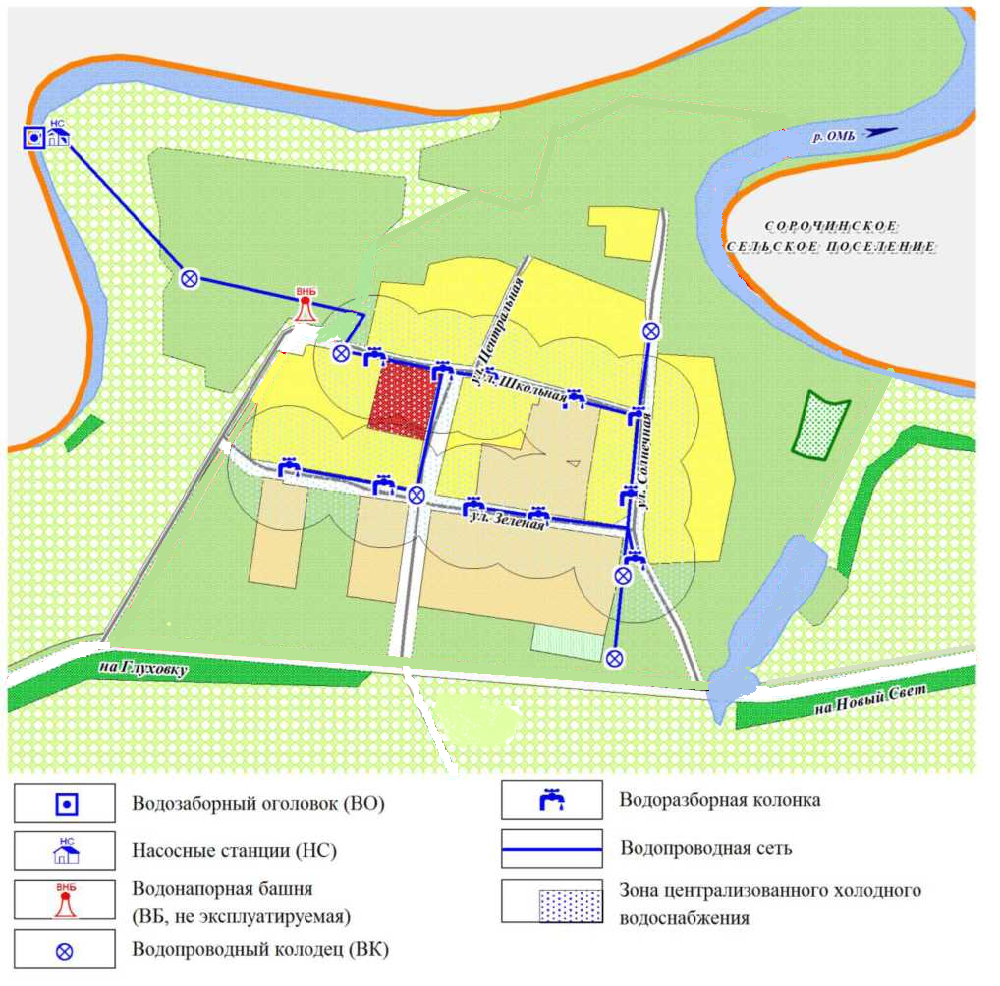 НС
р. ОМЬ
СОРОЧИНСКОЕ
СЕЛЬСКОЕ ПОСЕЛЕНИЕ
ВНБ
ул. Центральная
ул. Школьная
ул. Солнечная
ул. Зеленая
на Глуховку
на Новый Свет
Водозаборный оголовок (ВО)
НС
Насосные станции (НС)
ВНБ
Водонапорная башня
(ВБ, не эксплуатируемая)
Водопроводный колодец (ВК)
Водоразборная колонка
Водопроводная сеть
Зона централизованного холодного
водоснабжения